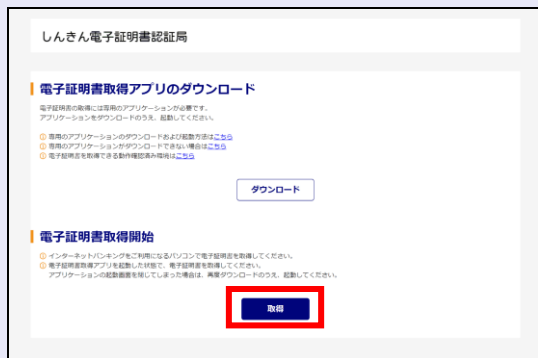 しんきん電子証明書認証局
電子証明書取得アプリのダウンロード
電子証明書の取得には専用のアプリケーションが必要です。
アプリケーションをダウンロードのうえ、起動してください。
専用のアプリケーションのダウンロードおよび起動方法はこちら
専用のアプリケーションがダウンロードできない場合はこちら
電子証明書を取得できる動作確認済み環境はこちら
ダウンロード
電子証明書取得開始
インターネットバンキングをご利用になるパソコンで電子証明書を取得してください。
電子証明書取得アプリを起動した状態で、電子証明書を取得してください。
アプリケーションの起動画面を閉じてしまった場合は、再度ダウンロードのうえ、起動してください。
取得